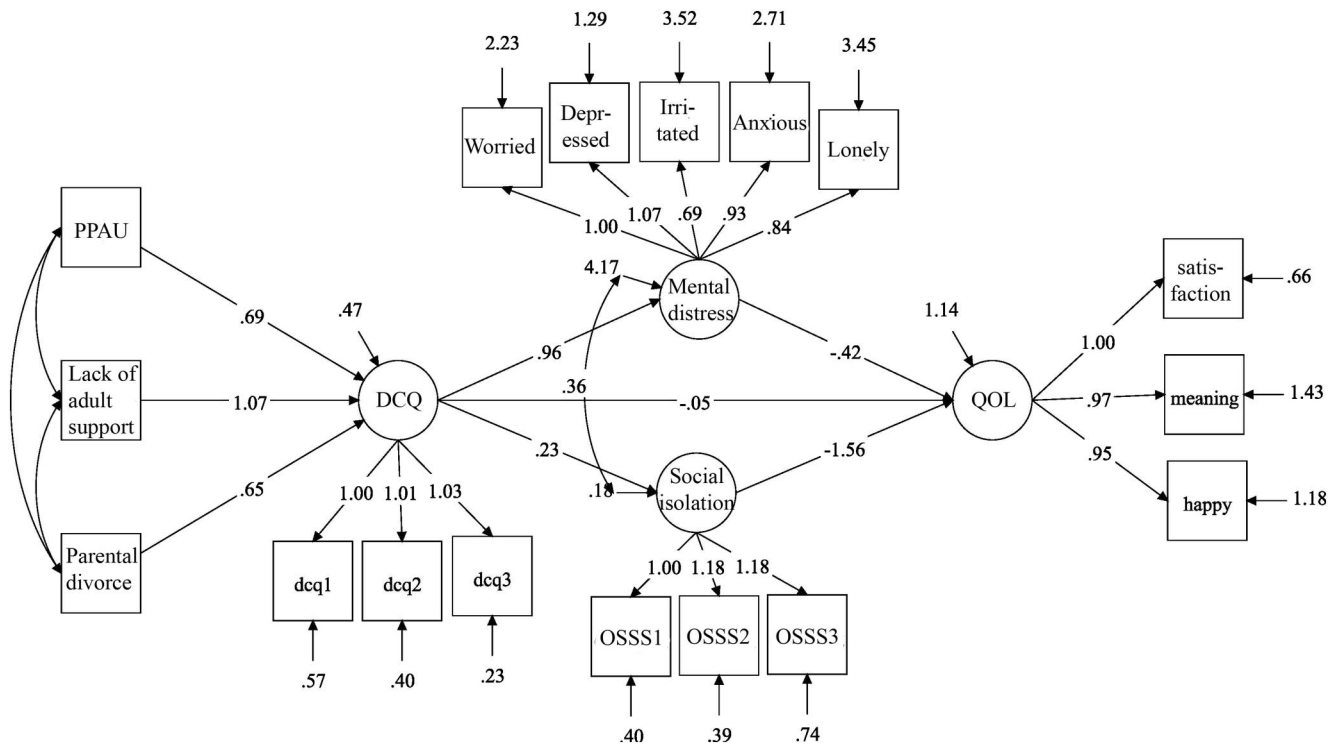 1.29
3.52
2.71
2.23
3.45
Worried
Depr-
essed
Irri-
tated
Anxious
Lonely
1.00
1.07
.69
.93
.84
PPAU
.69
.47
4.17
Mental
distress
1.14
satis-
faction
.66
.96
-.42
1.00
Lack of
adult
support
1.07
DCQ
.36
-.05
QOL
.97
meaning
1.43
.23
-1.56
.95
.65
.18
Social
isolation
happy
1.18
1.00
1.01
1.03
Parental
divorce
dcq1
dcq2
dcq3
1.00
1.18
1.18
OSSS1
OSSS2
OSSS3
.57
.40
.23
.40
.39
.74